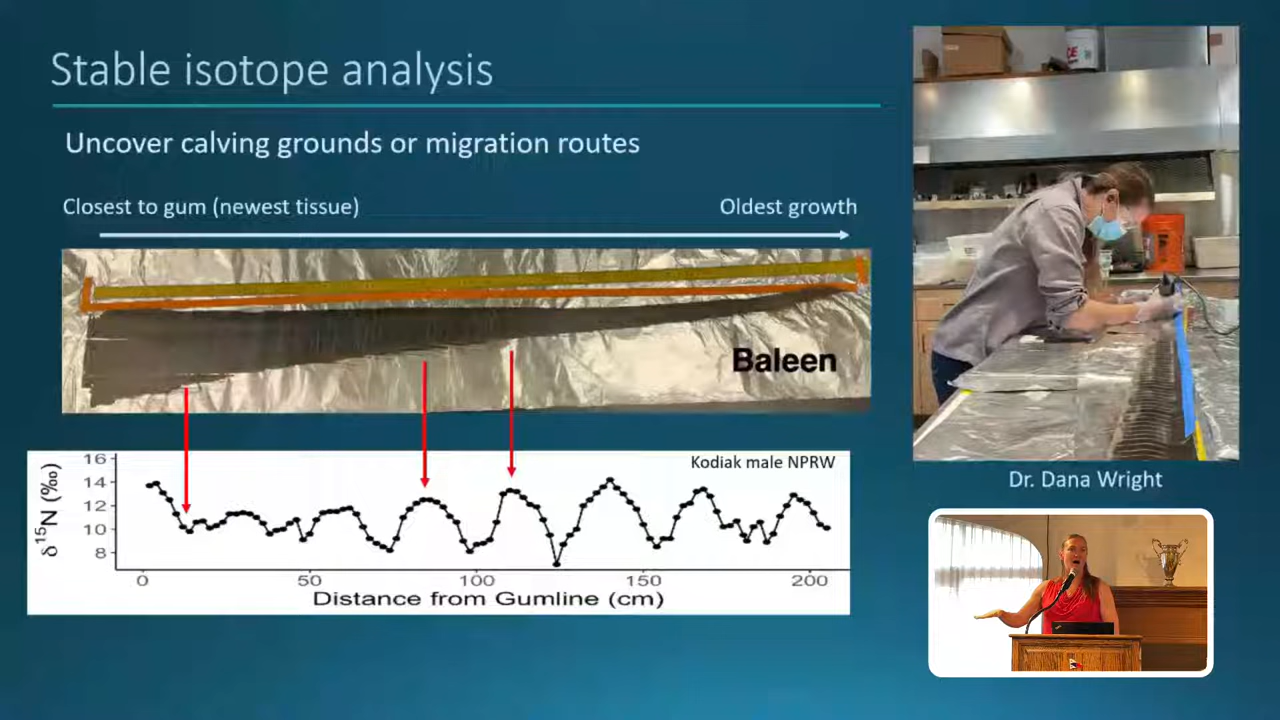 Stable isotope analysis
Uncover calving grounds or migration routes
Closest to gum (newest tissue)
Oldest growth
Baleen
Kodiak male NPRW
δ¹⁵N (‰)
16
14
12
10
8
0
50
100
150
200
Distance from Gumline (cm)
Dr. Dana Wright